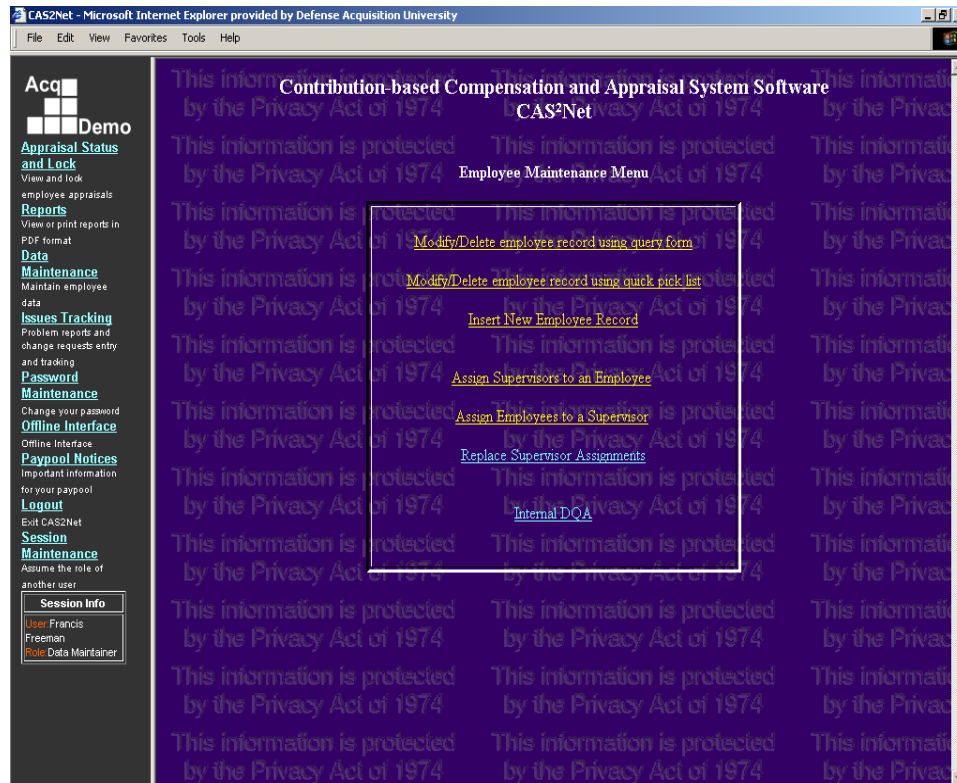 CAS2Net - Microsoft Internet Explorer provided by Defense Acquisition University
File Edit View Favorites Tools Help
Acq
Demo
Appraisal Status
and Lock
View and lock
employee appraisals
Reports
View or print reports in
PDF format
Data
Maintenance
Maintain employee
data
Issues Tracking
Problem reports and
change requests entry
and tracking
Password
Maintenance
Change your password
Offline Interface
Offline Interface
Paypool Notices
Important information
for your paypool
Logout
Exit CAS2Net
Session
Maintenance
Assume the role of
another user
Session Info
User:Francis
Freeman
Role:Data Maintainer
Contribution-based Compensation and Appraisal System Software
CAS²Net
Employee Maintenance Menu
Modify/Delete employee record using query form
Modify/Delete employee record using quick pick list
Insert New Employee Record
Assign Supervisors to an Employee
Assign Employees to a Supervisor
Replace Supervisor Assignments
Internal DQA
This information is protected
by the Privacy Act of 1974